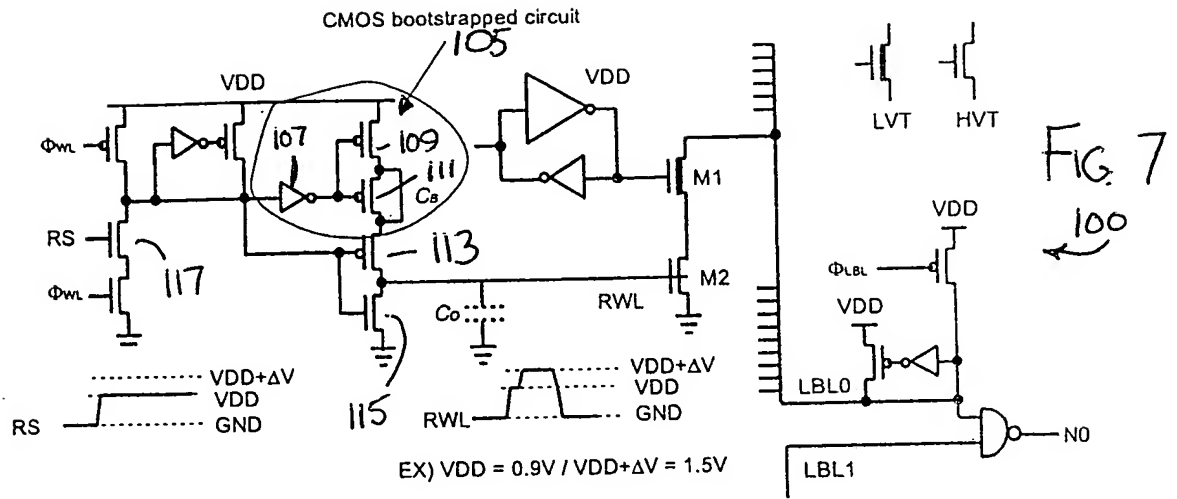 CMOS bootstrapped circuit
105
VDD
VDD
LVT
HVT
FIG. 7
ΦWL
107
109
111
CB
M1
100
VDD
RS
117
113
ΦLBL
ΦWL
M2
RWL
VDD
CO
VDD+ΔV
VDD
GND
RS
115
VDD+ΔV
VDD
GND
RWL
LBL0
N0
EX) VDD = 0.9V / VDD+ΔV = 1.5V
LBL1